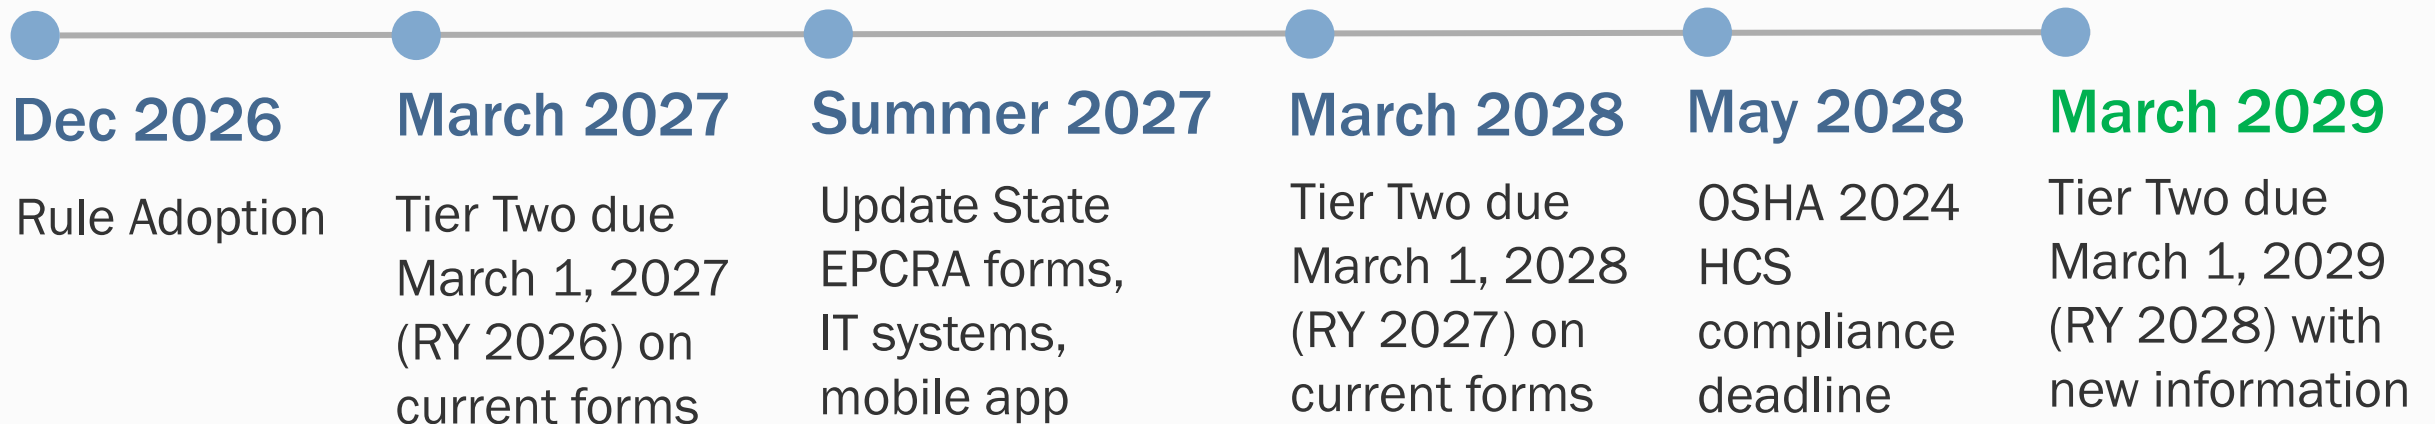 Dec 2026
Rule Adoption
March 2027
Tier Two due
March 1, 2027
(RY 2026) on
current forms
Summer 2027
Update State
EPCRA forms,
IT systems,
mobile app
March 2028
Tier Two due
March 1, 2028
(RY 2027) on
current forms
May 2028
OSHA 2024
HCS
compliance
deadline
March 2029
Tier Two due
March 1, 2029
(RY 2028) with
new information